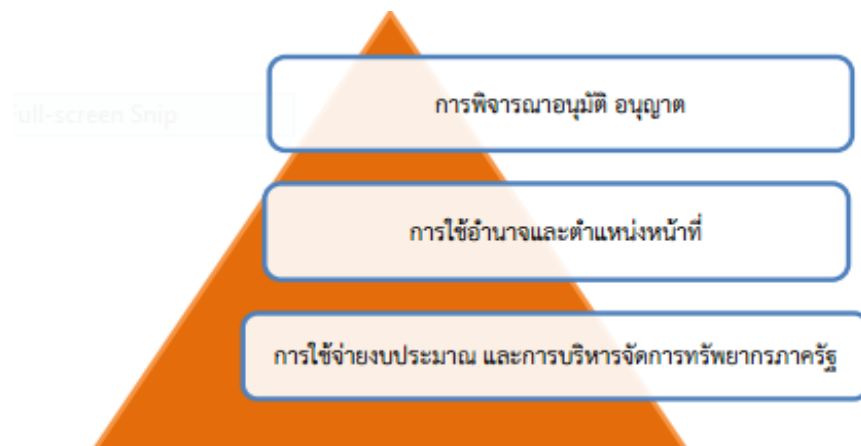 การพิจารณาอนุมัติ อนุญาต
Full-screen Snip
การใช้อำนาจและตำแหน่งหน้าที่
การใช้จ่ายงบประมาณ และการบริหารจัดการทรัพยากรภาครัฐ